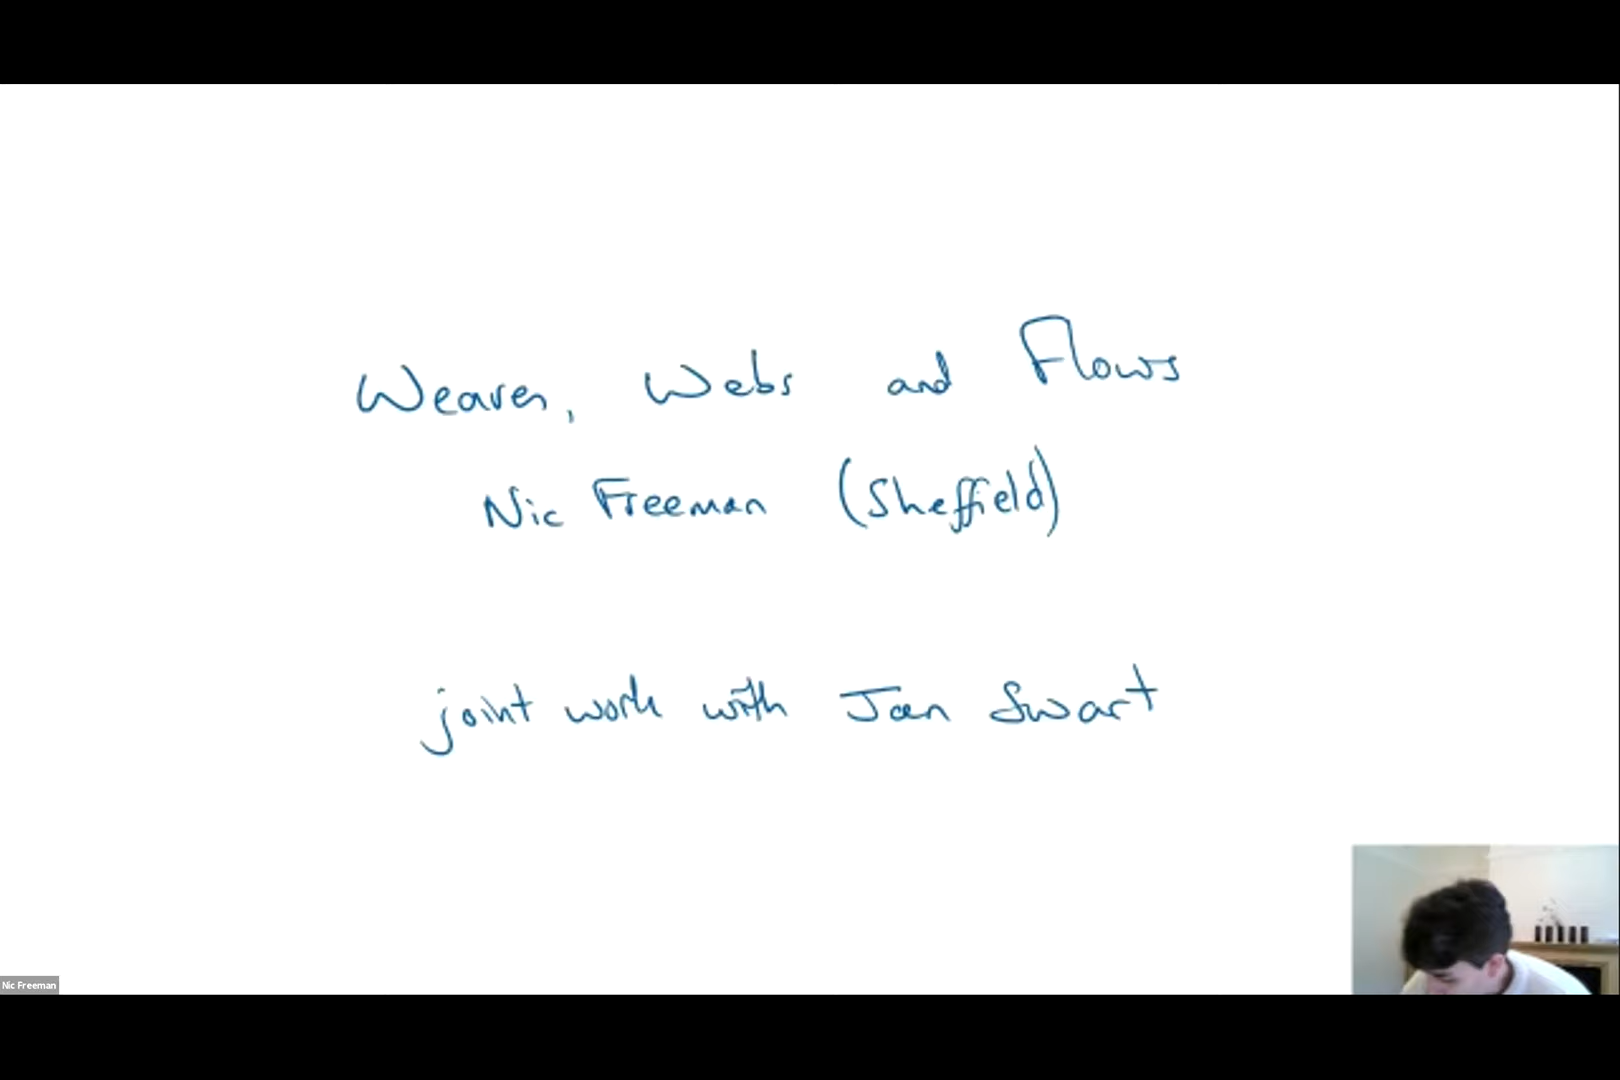 Weaves, Webs and Flows
Nic Freeman (Sheffield)
joint work with Jan Swart
Nic Freeman